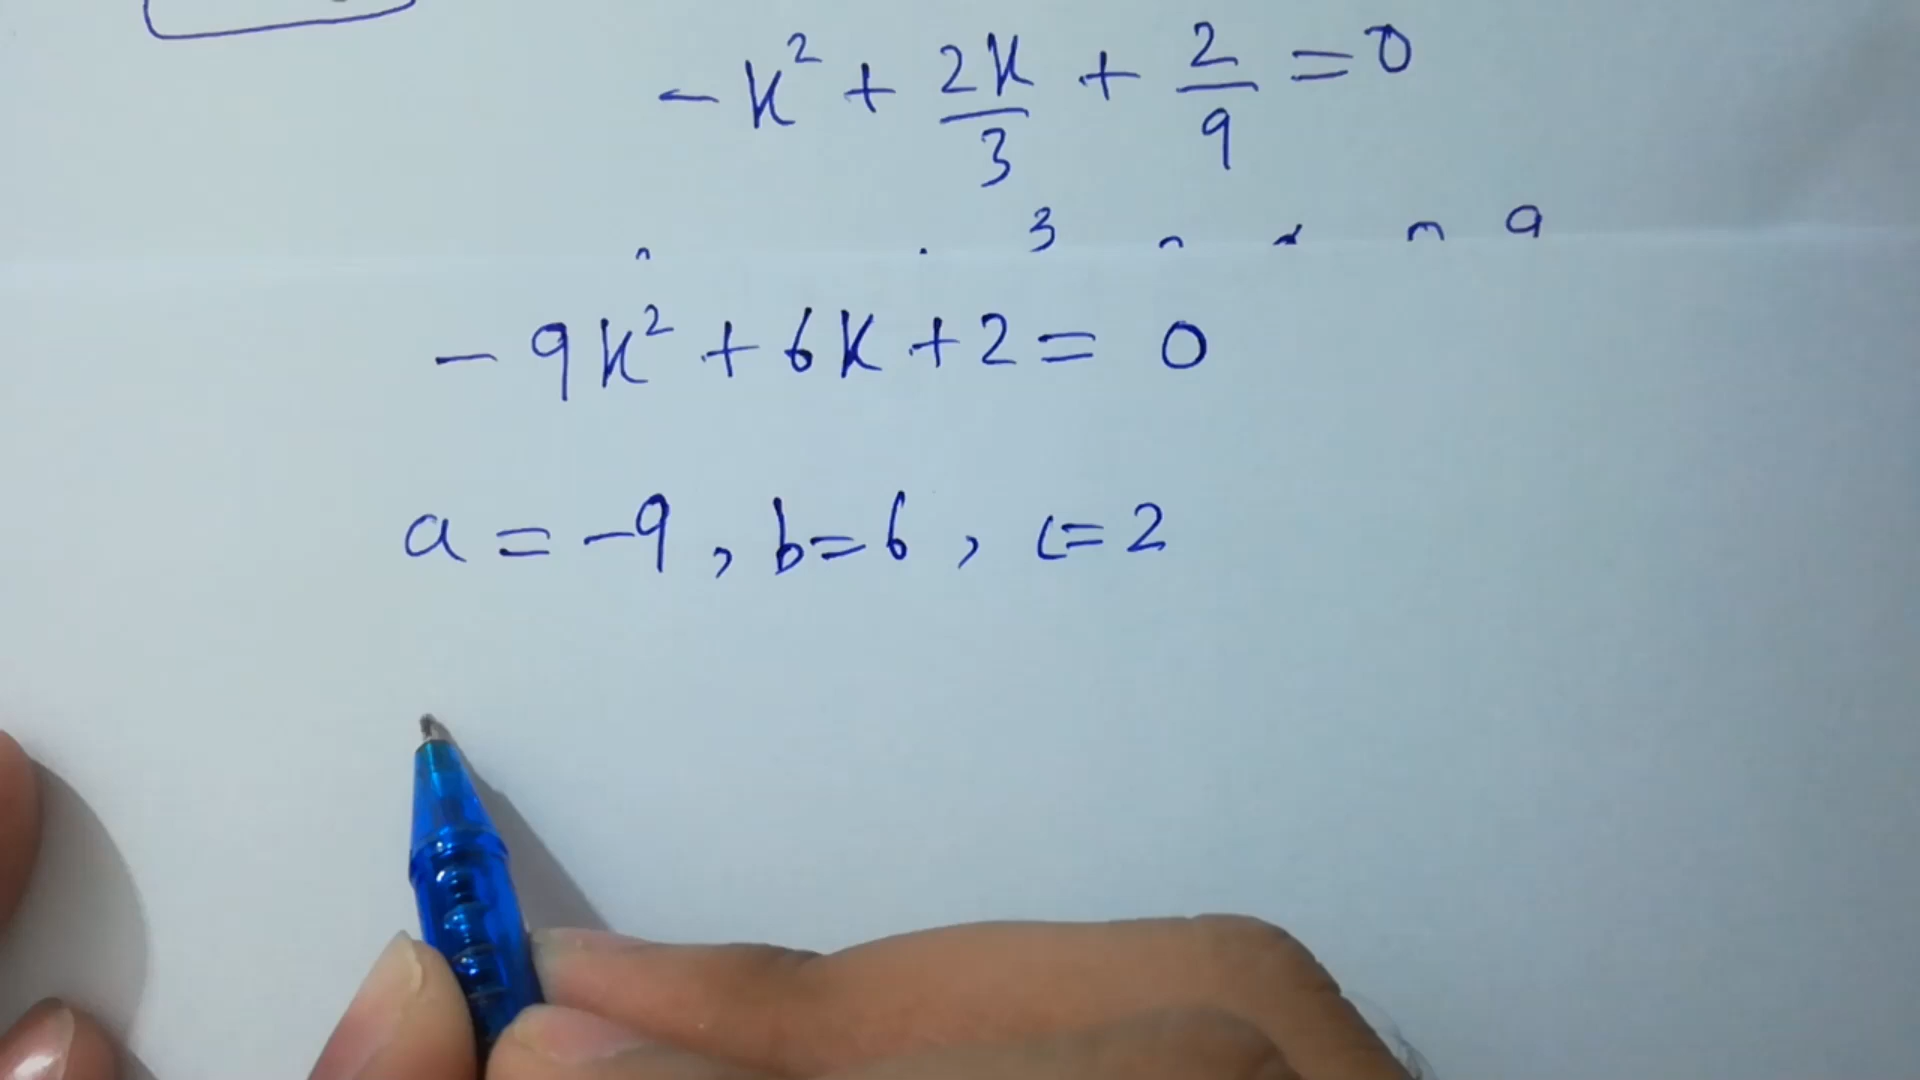 -k² + 2k/3 + 2/9 = 0
-9k² + 6k + 2 = 0
a = -9, b = 6, c = 2